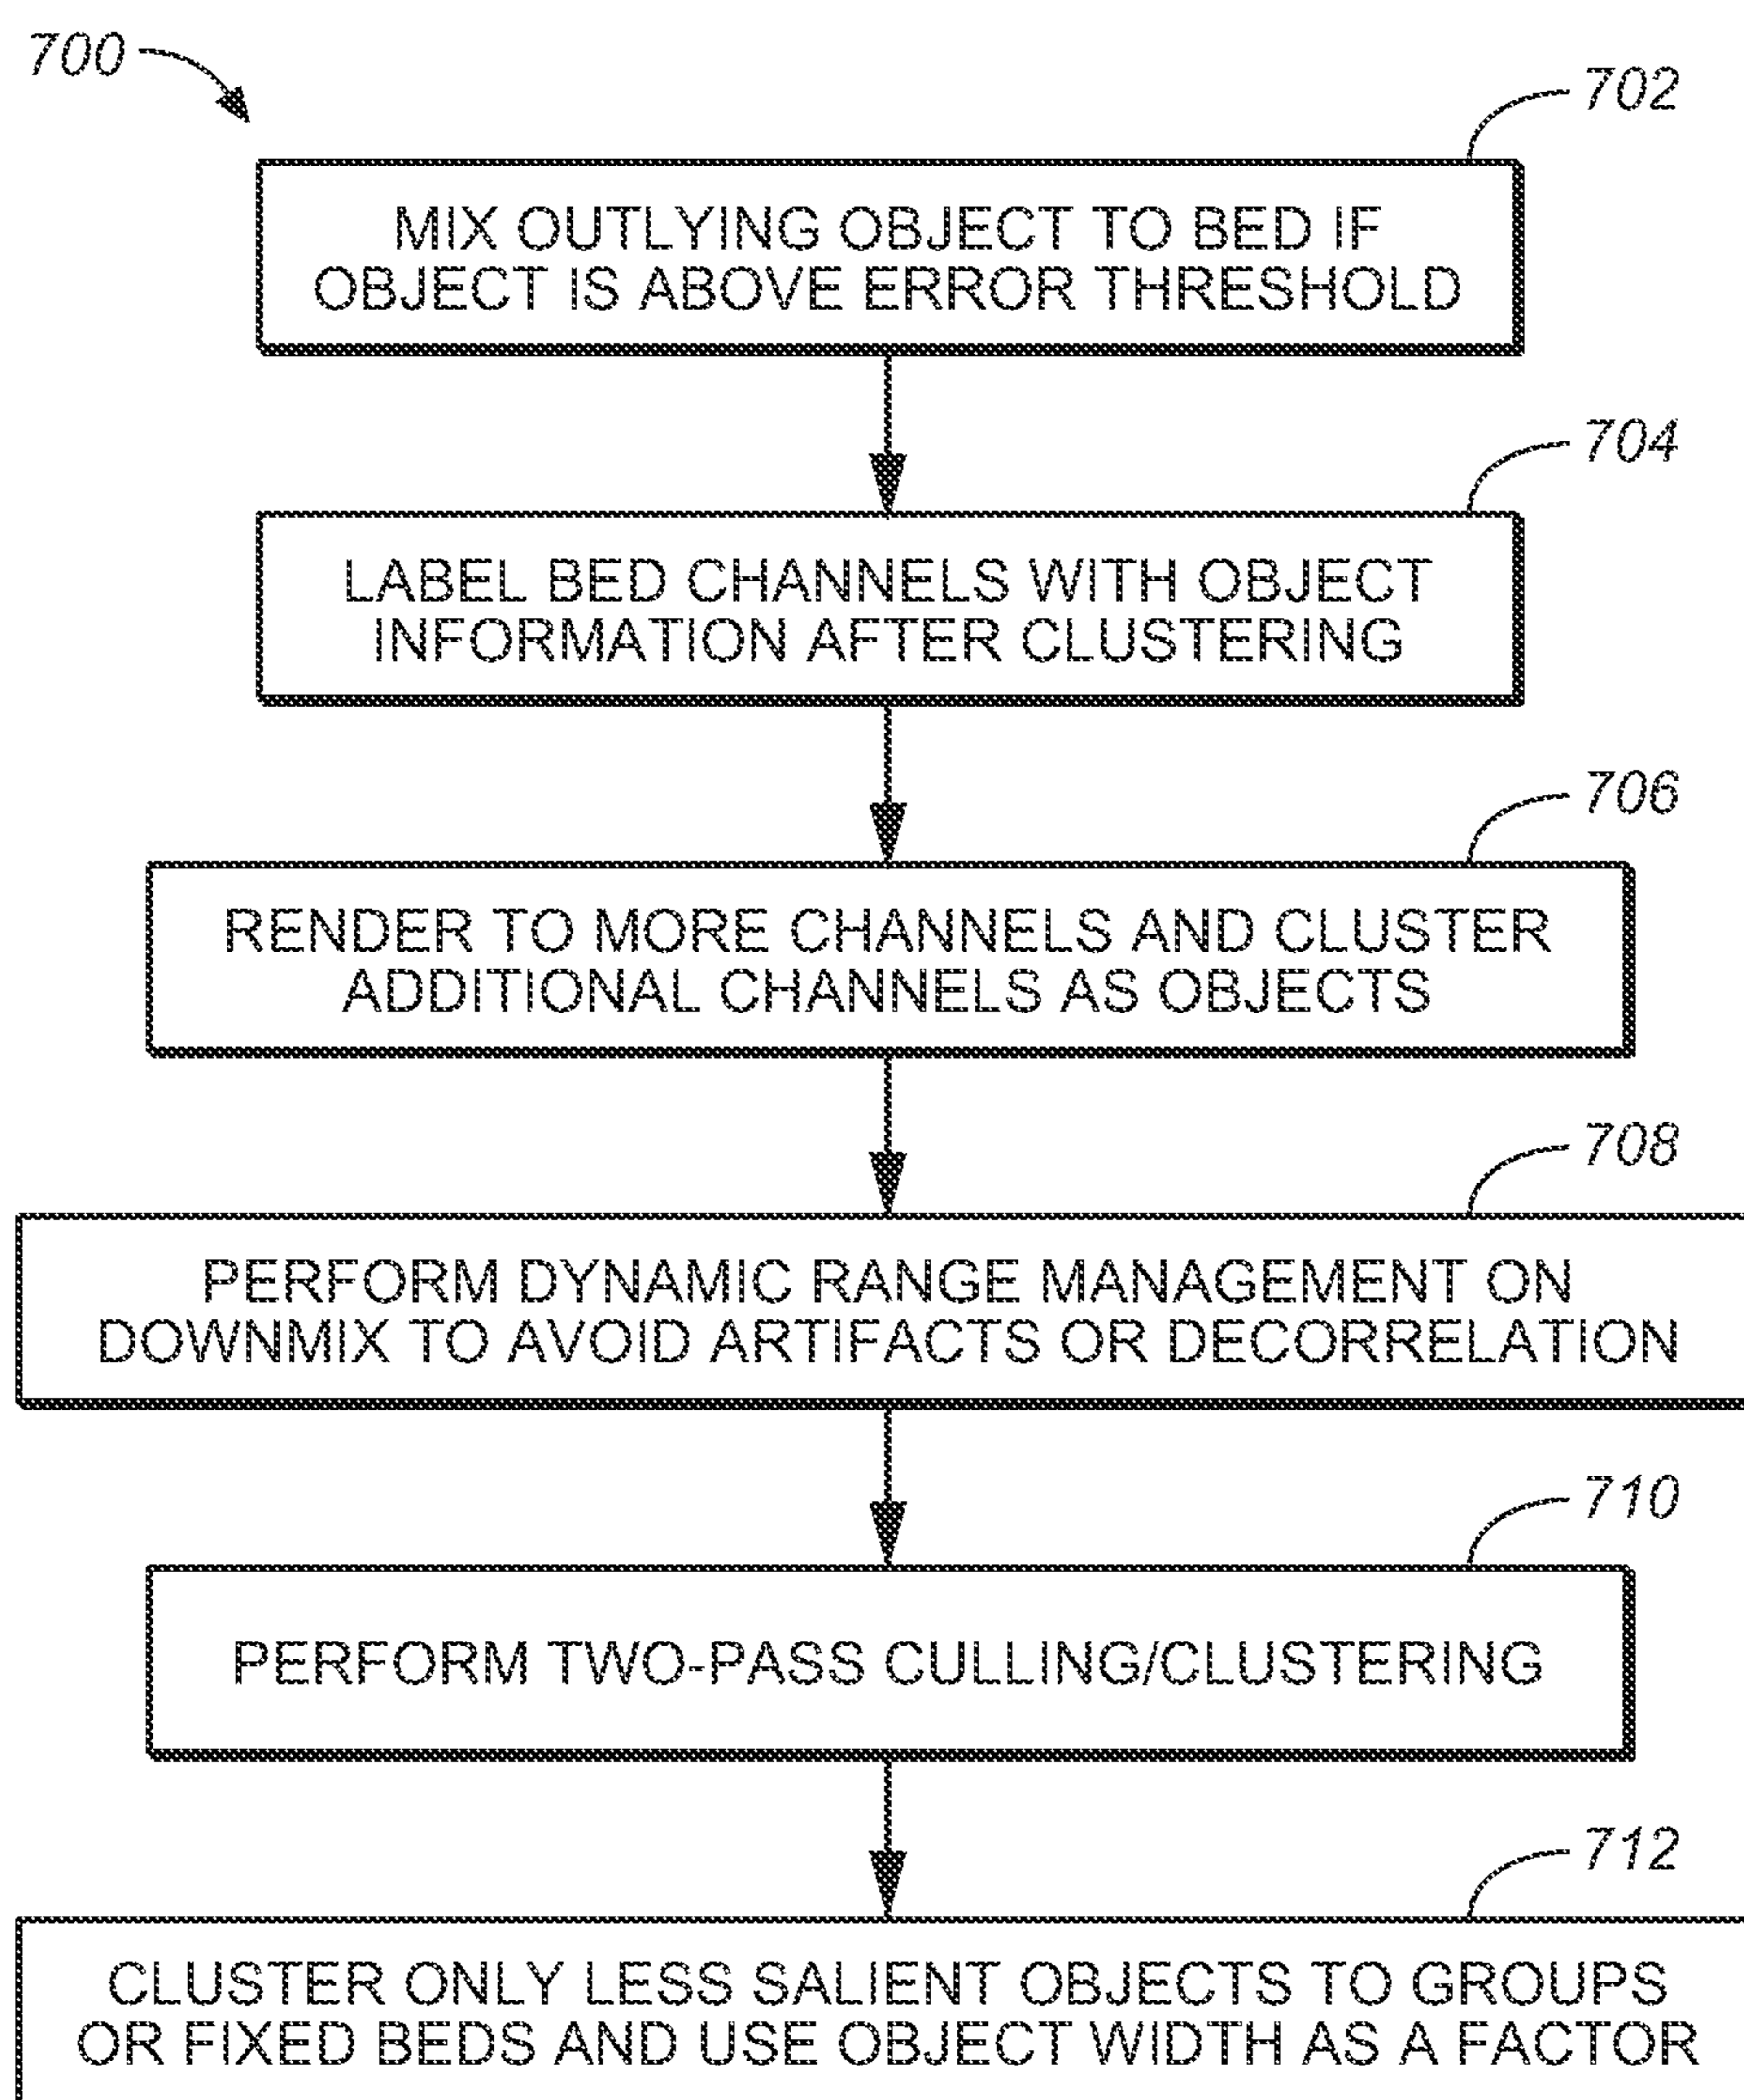 700
702
MIX OUTLYING OBJECT TO BED IF
OBJECT IS ABOVE ERROR THRESHOLD
704
LABEL BED CHANNELS WITH OBJECT
INFORMATION AFTER CLUSTERING
706
RENDER TO MORE CHANNELS AND CLUSTER
ADDITIONAL CHANNELS AS OBJECTS
708
PERFORM DYNAMIC RANGE MANAGEMENT ON
DOWNMIX TO AVOID ARTIFACTS OR DECORRELATION
710
PERFORM TWO-PASS CULLING/CLUSTERING
712
CLUSTER ONLY LESS SALIENT OBJECTS TO GROUPS
OR FIXED BEDS AND USE OBJECT WIDTH AS A FACTOR